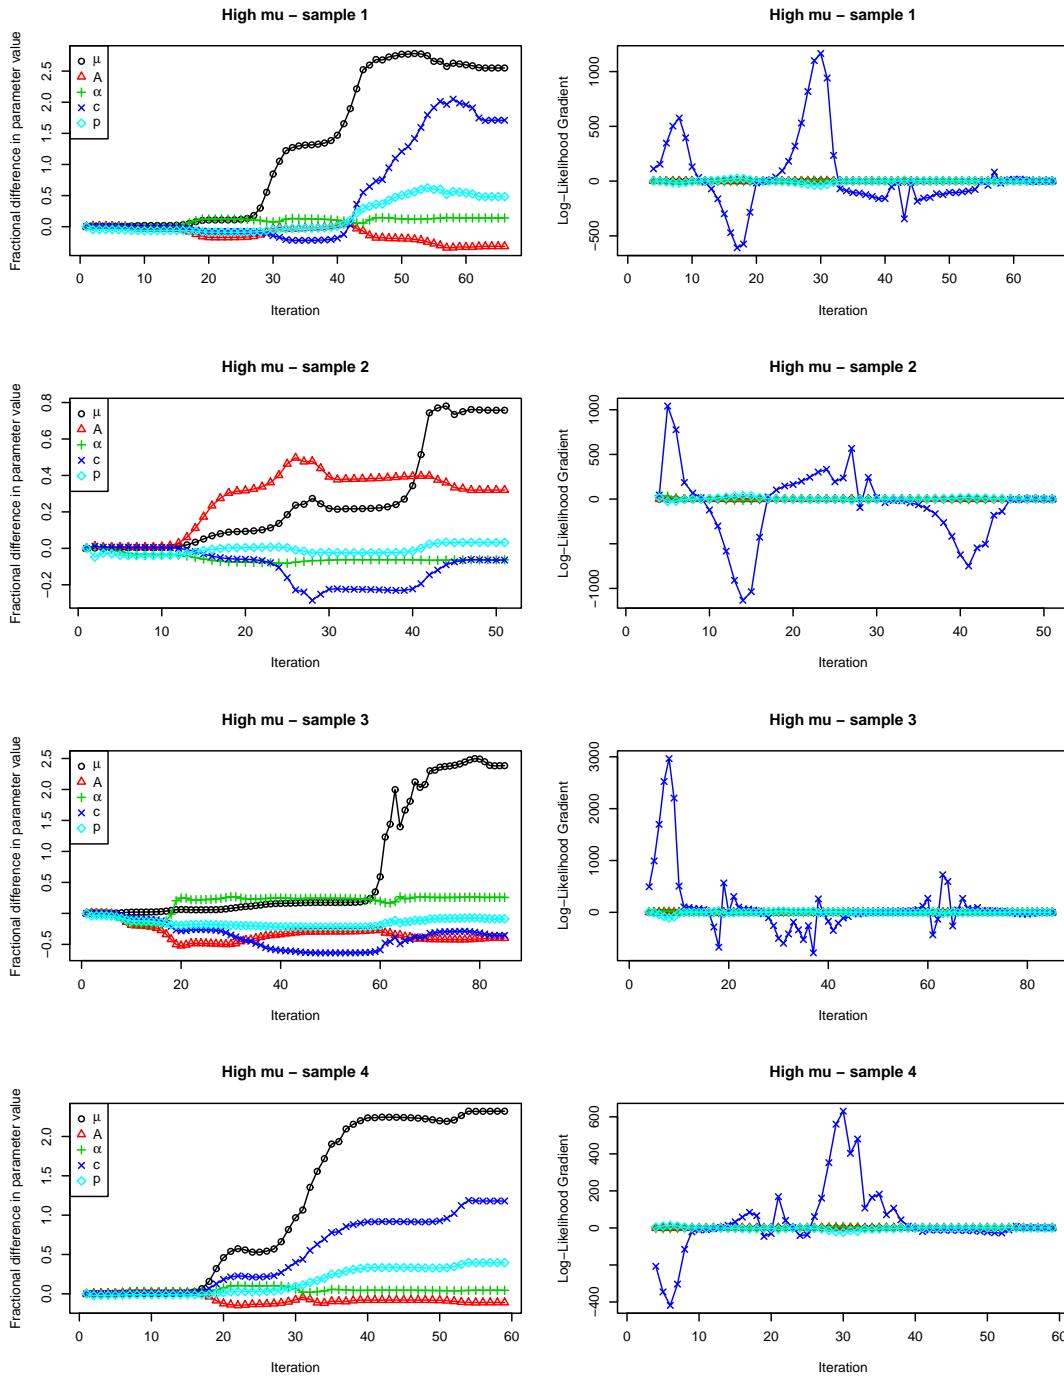 High mu − sample 1
Fractional difference in parameter value
2.5
2.0
1.5
1.0
0.5
0.0
μ
A
α
c
p
0 10 20 30 40 50 60
Iteration
High mu − sample 1
Log−Likelihood Gradient
1000
500
0
−500
0 10 20 30 40 50 60
Iteration
High mu − sample 2
Fractional difference in parameter value
0.8
0.6
0.4
0.2
0.0
−0.2
μ
A
α
c
p
0 10 20 30 40 50
Iteration
High mu − sample 2
Log−Likelihood Gradient
1000
500
0
−1000
0 10 20 30 40 50
Iteration
High mu − sample 3
Fractional difference in parameter value
2.5
1.5
0.5
−0.5
μ
A
α
c
p
0 20 40 60 80
Iteration
High mu − sample 3
Log−Likelihood Gradient
3000
2000
1000
0
0 20 40 60 80
Iteration
High mu − sample 4
Fractional difference in parameter value
2.0
1.5
1.0
0.5
0.0
μ
A
α
c
p
0 10 20 30 40 50 60
Iteration
High mu − sample 4
Log−Likelihood Gradient
600
400
200
0
−400
0 10 20 30 40 50 60
Iteration